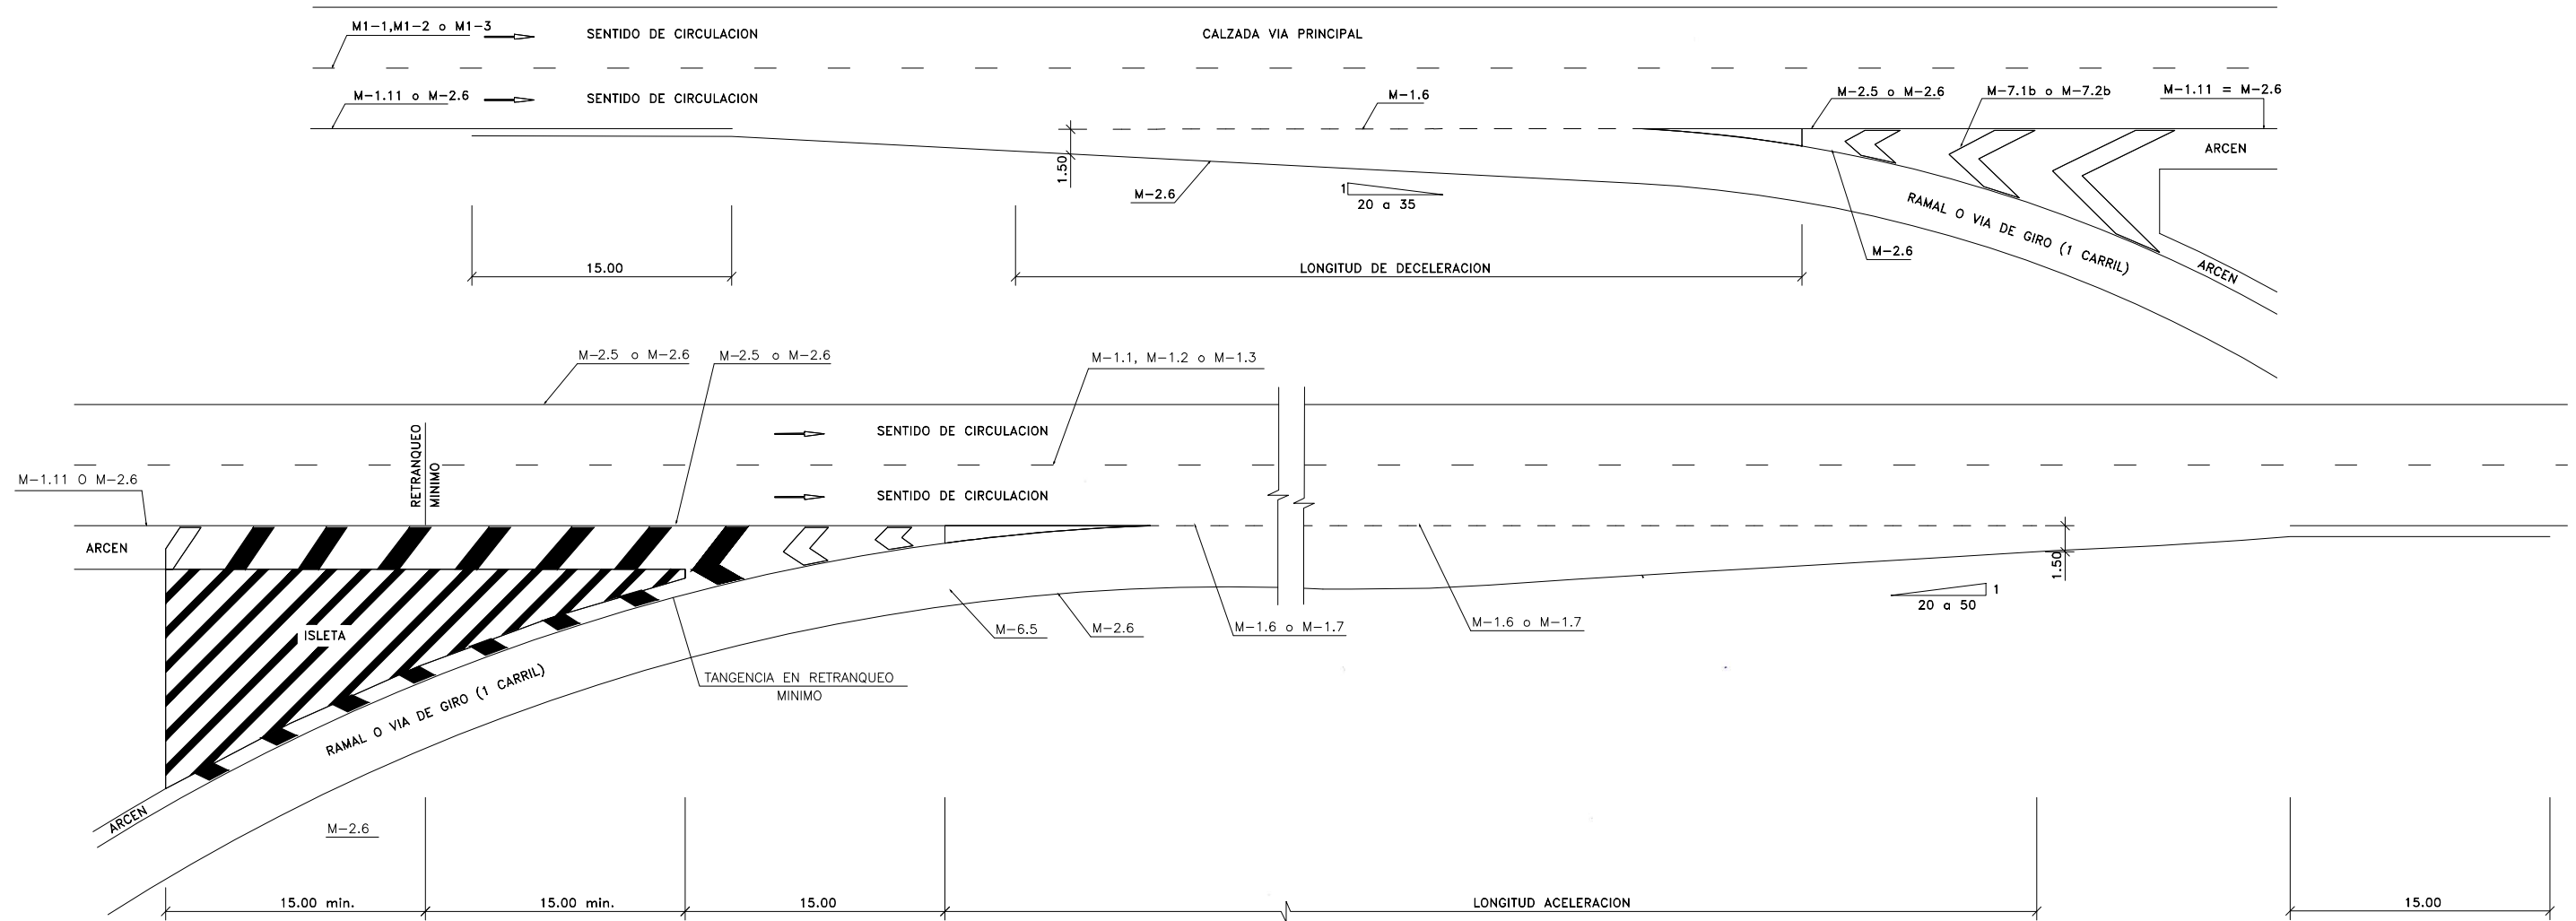 M1-1,M1-2 o M1-3
SENTIDO DE CIRCULACION
CALZADA VIA PRINCIPAL
M-1.11 o M-2.6
SENTIDO DE CIRCULACION
M-1.6
M-2.5 o M-2.6
M-7.1b o M-7.2b
M-1.11 = M-2.6
ARCEN
1.50
M-2.6
1
20 a 35
RAMAL O VIA DE GIRO (1 CARRIL)
M-2.6
ARCEN
15.00
LONGITUD DE DECELERACION
M-2.5 o M-2.6
M-2.5 o M-2.6
M-1.1, M-1.2 o M-1.3
RETRANQUEO
MINIMO
SENTIDO DE CIRCULACION
M-1.11 O M-2.6
SENTIDO DE CIRCULACION
ARCEN
1.50
1
20 a 50
ISLETA
M-6.5
M-2.6
M-1.6 o M-1.7
M-1.6 o M-1.7
TANGENCIA EN RETRANQUEO
MINIMO
RAMAL O VIA DE GIRO (1 CARRIL)
ARCEN
M-2.6
15.00 min.
15.00 min.
15.00
LONGITUD ACELERACION
15.00